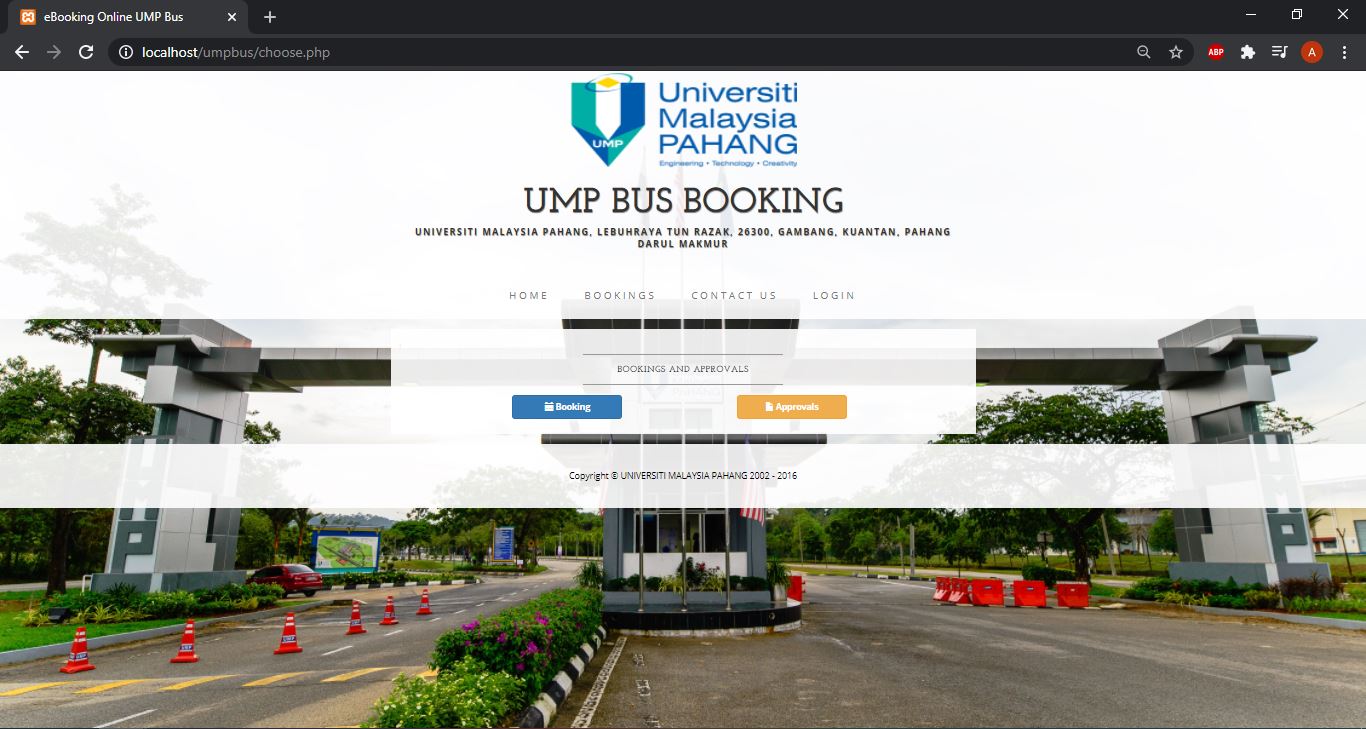 eBooking Online UMP Bus
localhost/umpbus/choose.php
ABP
A
UMP
Universiti
Malaysia
PAHANG
Engineering • Technology • Creativity
UMP BUS BOOKING
UNIVERSITI MALAYSIA PAHANG, LEBUHRAYA TUN RAZAK, 26300, GAMBANG, KUANTAN, PAHANG
DARUL MAKMUR
HOME BOOKINGS CONTACT US LOGIN
BOOKINGS AND APPROVALS
Booking Approvals
Copyright © UNIVERSITI MALAYSIA PAHANG 2002 - 2016